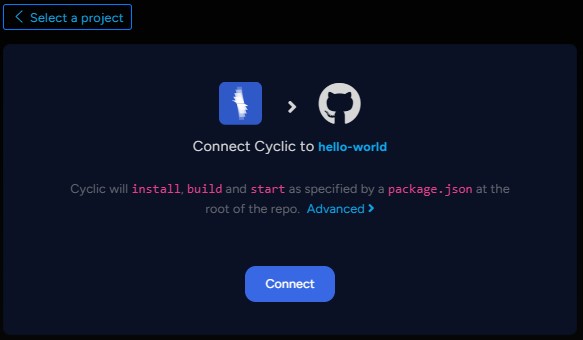 Select a project
Connect Cyclic to hello-world
Cyclic will install, build and start as specified by a package.json at the
root of the repo. Advanced
Connect